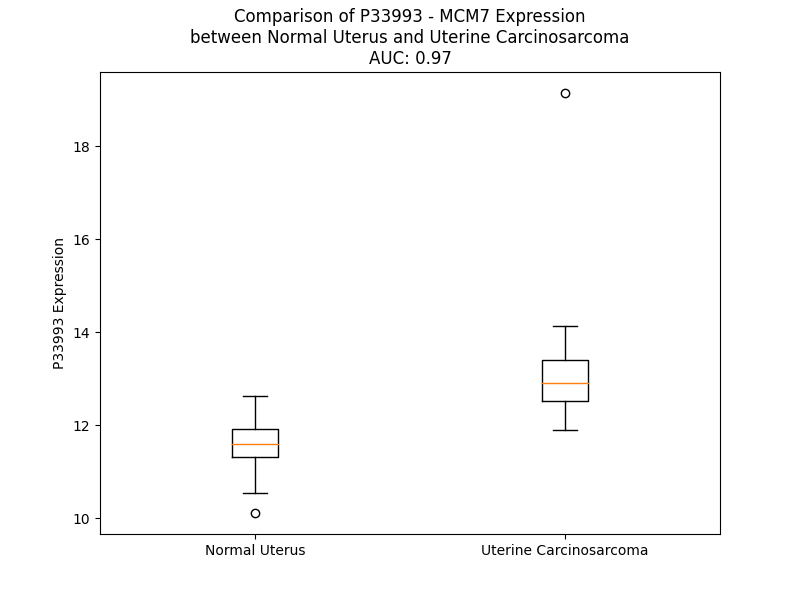 Comparison of P33993 - MCM7 Expression
between Normal Uterus and Uterine Carcinosarcoma
AUC: 0.97
18
16
14
12
10
P33993 Expression
Normal Uterus
Uterine Carcinosarcoma